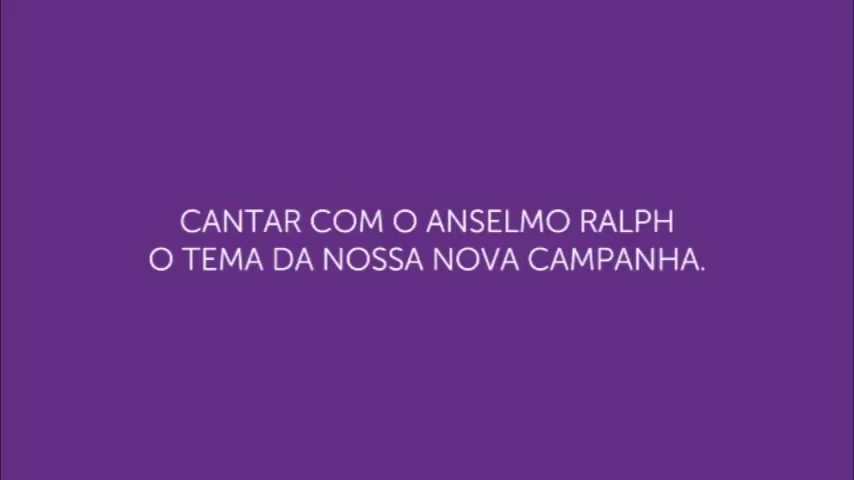 CANTAR COM O ANSELMO RALPH
O TEMA DA NOSSA NOVA CAMPANHA.